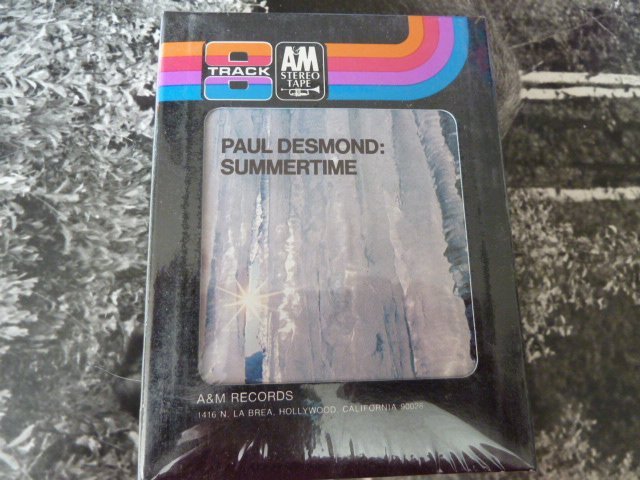 8
TRACK
A&M
STEREO
TAPE
PAUL DESMOND:
SUMMERTIME
A&M RECORDS
1416 N. LA BREA, HOLLYWOOD, CALIFORNIA 90028